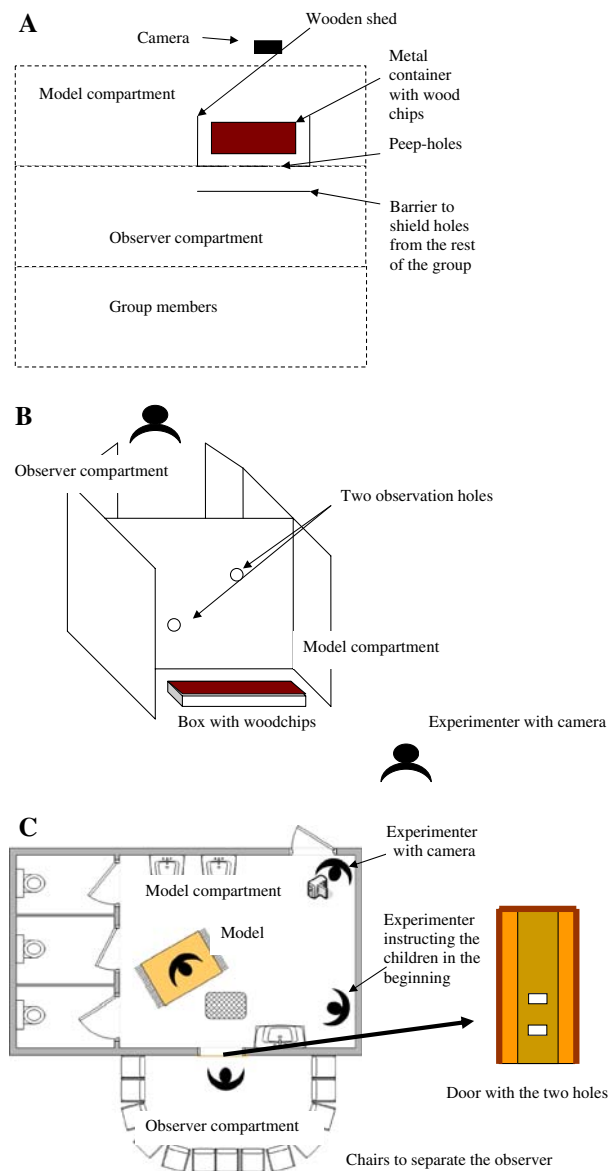 A
Wooden shed
Camera
Metal
container
with wood
chips
Model compartment
Peep-holes
Barrier to
shield holes
from the rest
of the group
Observer compartment
Group members
B
Observer compartment
Two observation holes
Model compartment
Box with woodchips
Experimenter with camera
C
Experimenter
with camera
Model compartment
Model
Experimenter
instructing the
children in the
beginning
Door with the two holes
Observer compartment
Chairs to separate the observer